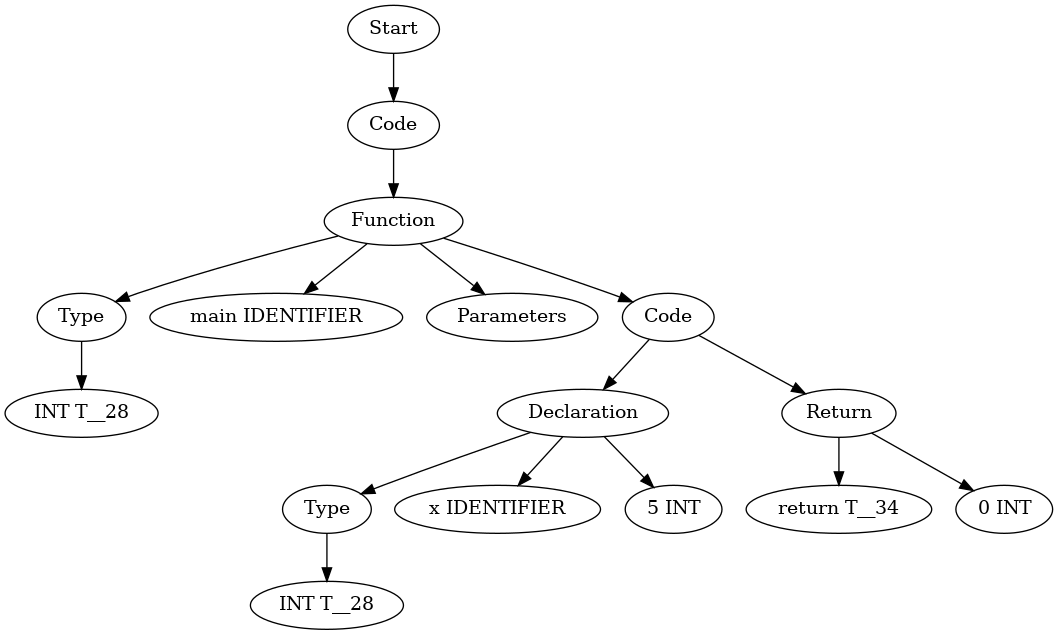 Start
Code
Function
Type
main IDENTIFIER
Parameters
Code
INT T__28
Declaration
Return
Type
x IDENTIFIER
5 INT
return T__34
0 INT
INT T__28